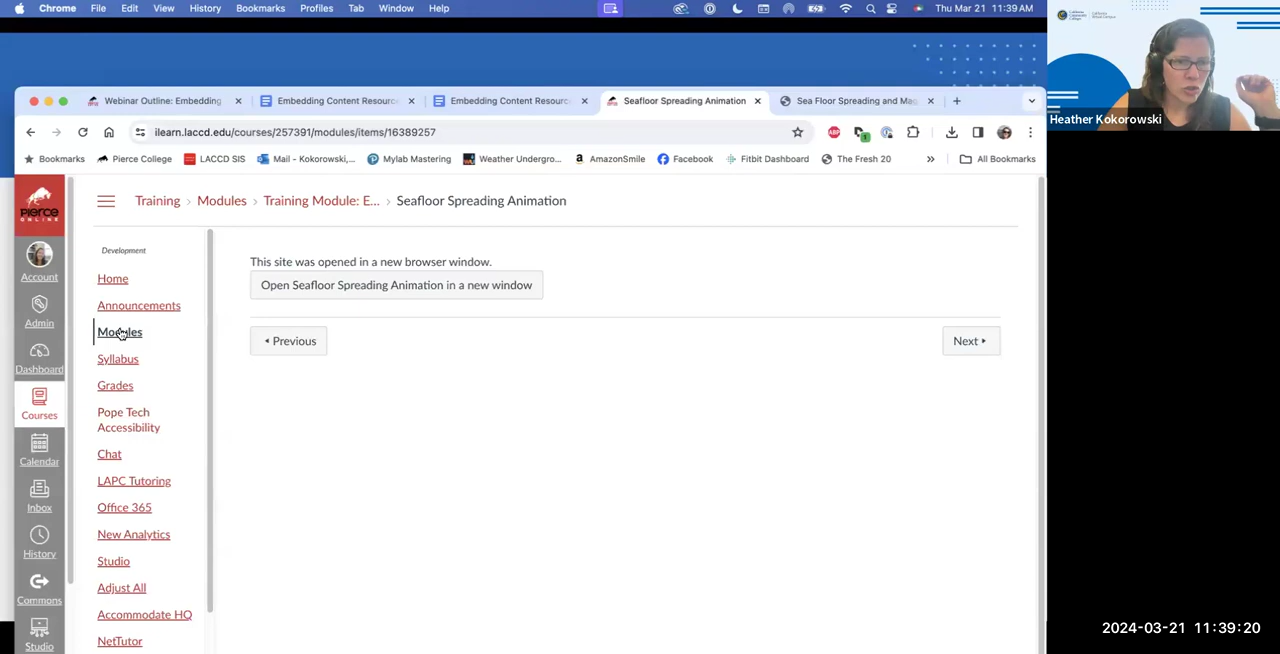 Chrome File Edit View History Bookmarks Profiles Tab Window Help
Thu Mar 21 11:39 AM
Webinar Outline: Embedding
Embedding Content Resource
Embedding Content Resource
Seafloor Spreading Animation
Sea Floor Spreading and Mag
ilearn.laccd.edu/courses/257391/modules/items/16389257
Bookmarks Pierce College LACCD SIS Mail - Kokorowski,... Mylab Mastering Weather Undergro... AmazonSmile Facebook Fitbit Dashboard The Fresh 20 » All Bookmarks
PIERCE
ONLINE
Account
Admin
Dashboard
Courses
Calendar
Inbox
History
Commons
Studio
Training › Modules › Training Module: E... › Seafloor Spreading Animation
Development
Home
Announcements
Modules
Syllabus
Grades
Pope Tech
Accessibility
Chat
LAPC Tutoring
Office 365
New Analytics
Studio
Adjust All
Accommodate HQ
NetTutor
This site was opened in a new browser window.
Open Seafloor Spreading Animation in a new window
Previous
Next
Heather Kokorowski
2024-03-21 11:39:20